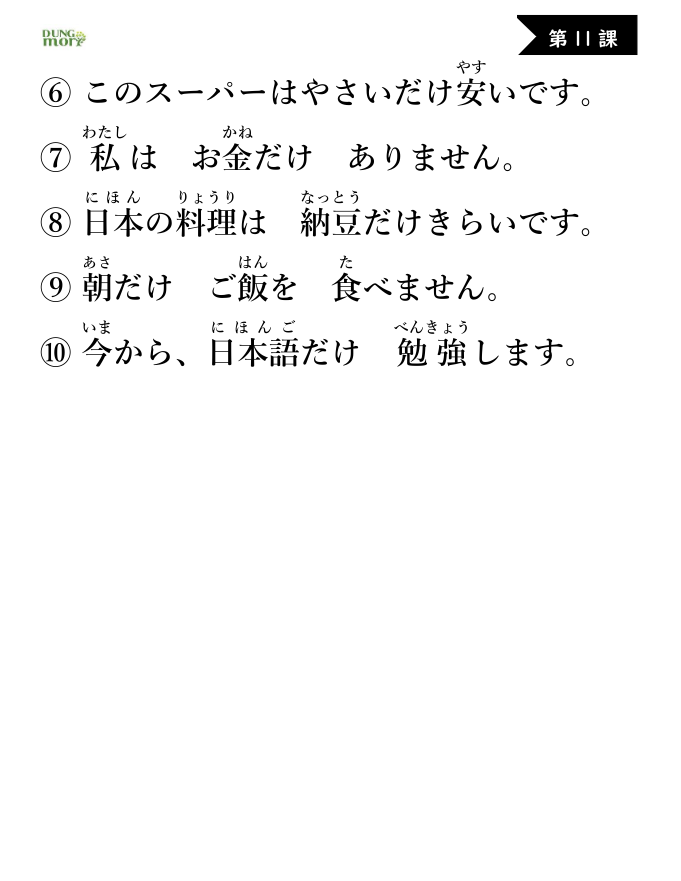 DUNG
mori
第11課
やす
⑥ このスーパーはやさいだけ安いです。
わたし かね
⑦ 私は お金だけ ありません。
にほん りょうり なっとう
⑧ 日本の料理は 納豆だけきらいです。
あさ はん た
⑨ 朝だけ ご飯を 食べません。
いま にほんご べんきょう
⑩ 今から、日本語だけ 勉強します。